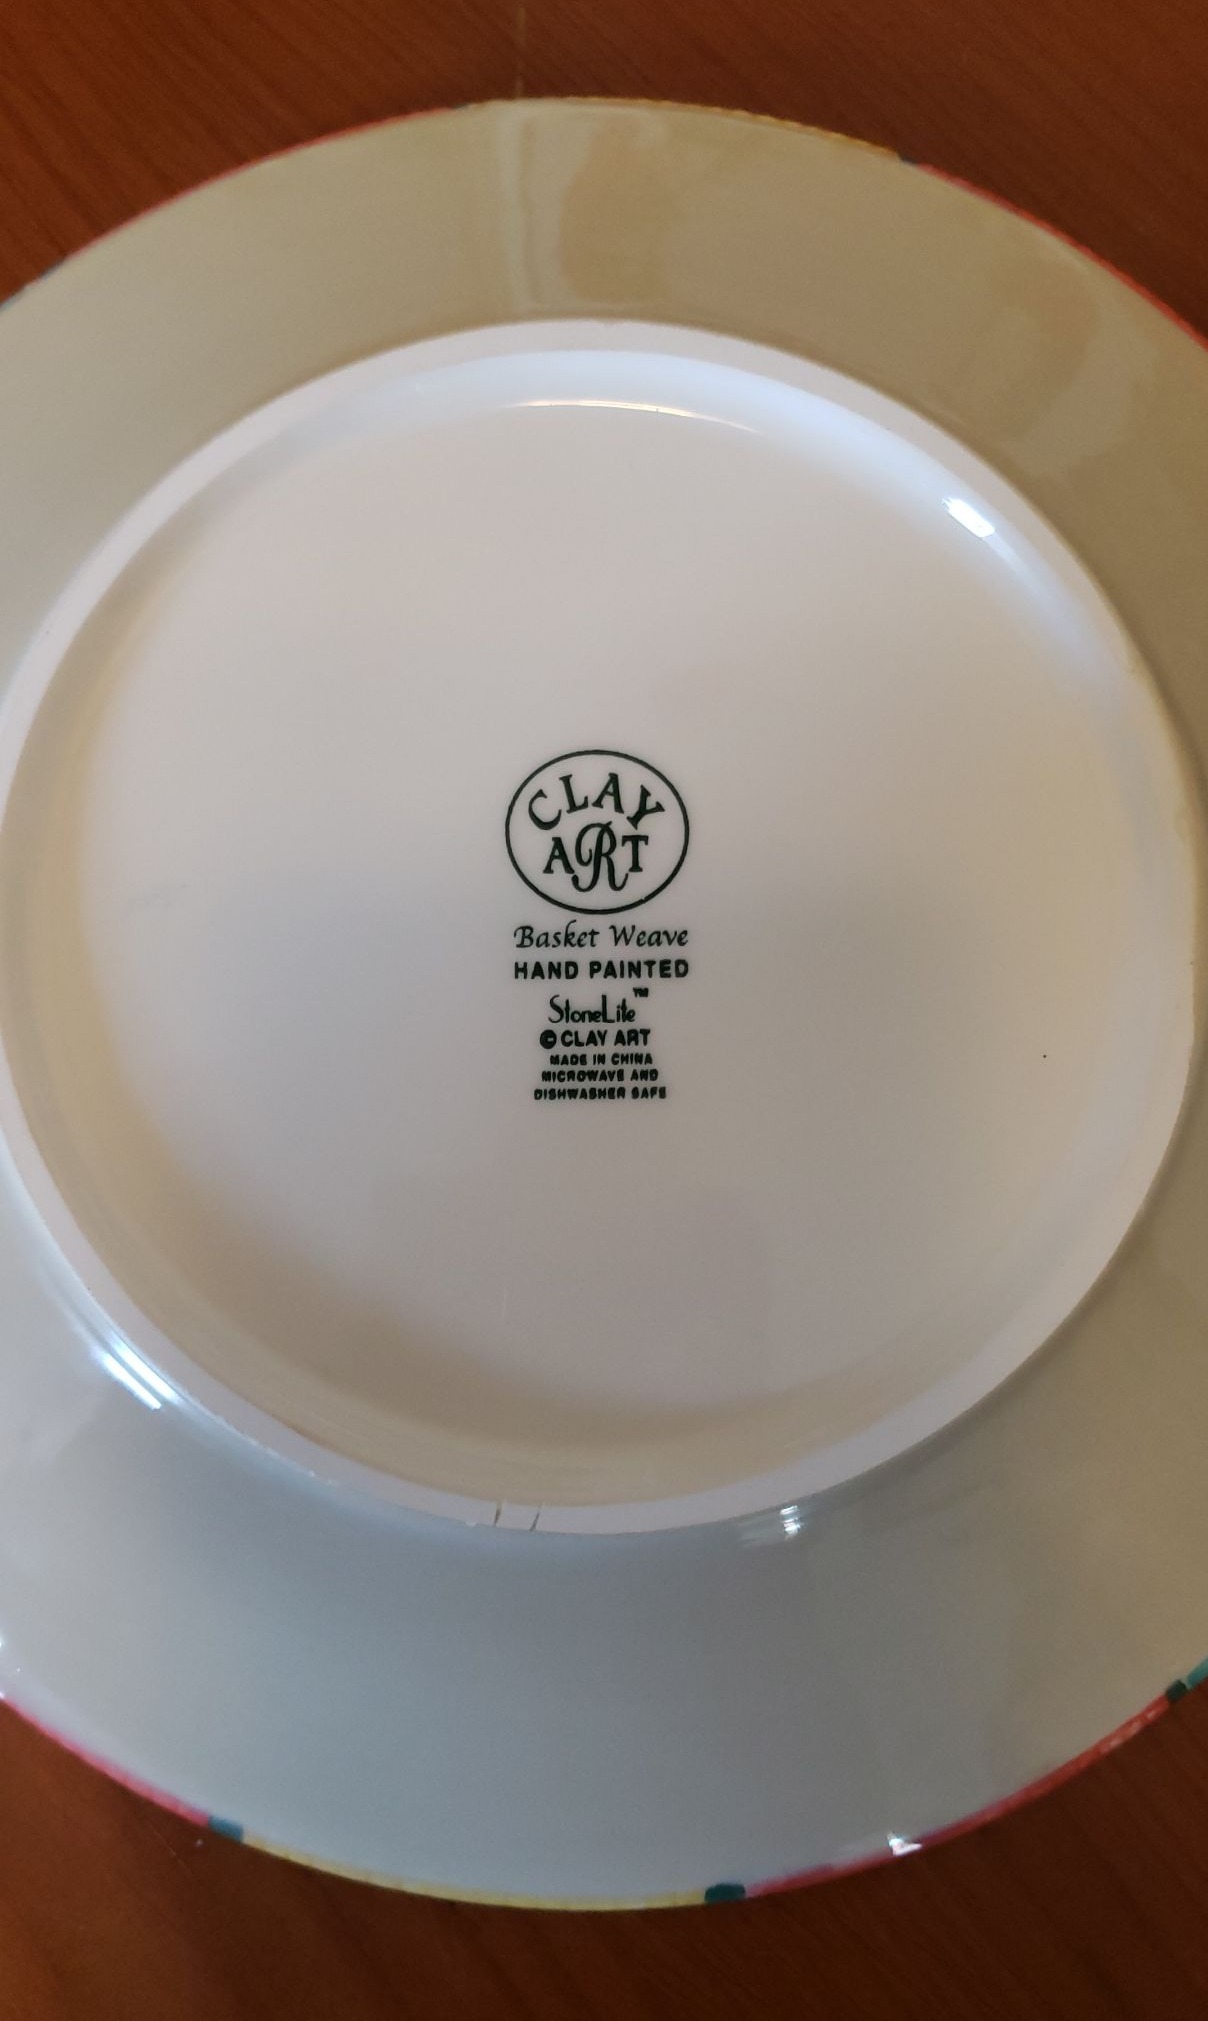 CLAY
ART
Basket Weave
HAND PAINTED
StoneLite™
©CLAY ART
MADE IN CHINA
MICROWAVE AND
DISHWASHER SAFE